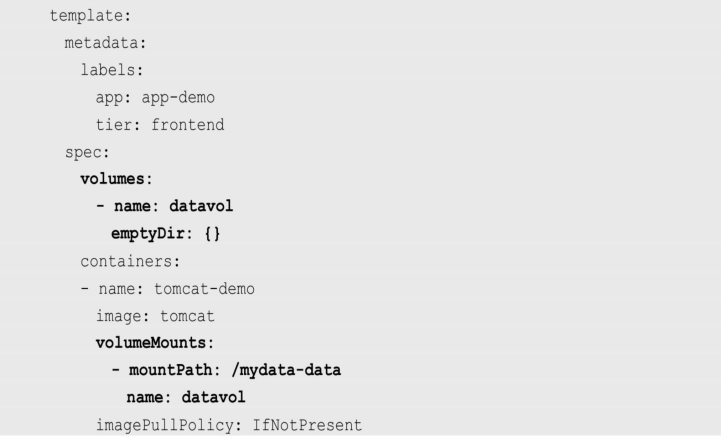 template:
  metadata:
    labels:
      app: app-demo
      tier: frontend
  spec:
    volumes:
      - name: datavol
        emptyDir: {}
    containers:
    - name: tomcat-demo
      image: tomcat
      volumeMounts:
        - mountPath: /mydata-data
          name: datavol
      imagePullPolicy: IfNotPresent